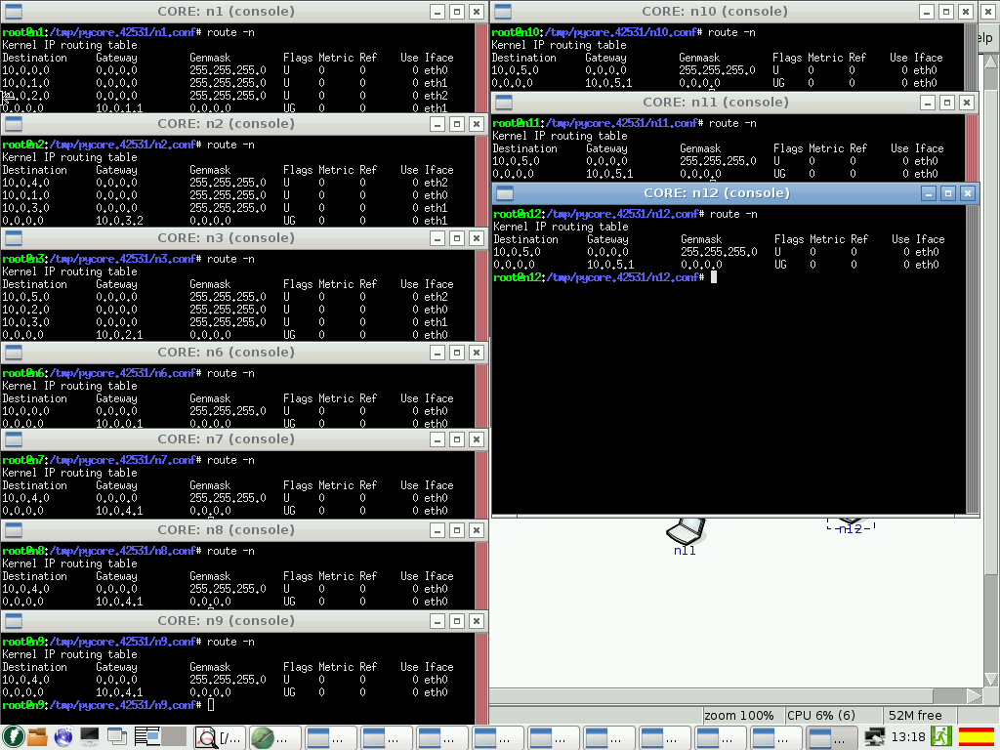 CORE: n1 (console)
root@n1:/tmp/pycore.42531/n1.conf# route -n
Kernel IP routing table
Destination Gateway Genmask Flags Metric Ref Use Iface
10.0.0.0 0.0.0.0 255.255.255.0 U 0 0 0 eth0
10.0.1.0 0.0.0.0 255.255.255.0 U 0 0 0 eth1
.2.0 0.0.0.0 255.255.255.0 U 0 0 0 eth2
0.0.0.0 10.0.1.1 0.0.0.0 UG 0 0 0 eth1
CORE: n2 (console)
root@n2:/tmp/pycore.42531/n2.conf# route -n
Kernel IP routing table
Destination Gateway Genmask Flags Metric Ref Use Iface
10.0.4.0 0.0.0.0 255.255.255.0 U 0 0 0 eth2
10.0.1.0 0.0.0.0 255.255.255.0 U 0 0 0 eth0
10.0.3.0 0.0.0.0 255.255.255.0 U 0 0 0 eth1
0.0.0.0 10.0.3.2 0.0.0.0 UG 0 0 0 eth1
CORE: n3 (console)
root@n3:/tmp/pycore.42531/n3.conf# route -n
Kernel IP routing table
Destination Gateway Genmask Flags Metric Ref Use Iface
10.0.5.0 0.0.0.0 255.255.255.0 U 0 0 0 eth2
10.0.2.0 0.0.0.0 255.255.255.0 U 0 0 0 eth0
10.0.3.0 0.0.0.0 255.255.255.0 U 0 0 0 eth1
0.0.0.0 10.0.2.1 0.0.0.0 UG 0 0 0 eth0
CORE: n6 (console)
root@n6:/tmp/pycore.42531/n6.conf# route -n
Kernel IP routing table
Destination Gateway Genmask Flags Metric Ref Use Iface
10.0.0.0 0.0.0.0 255.255.255.0 U 0 0 0 eth0
0.0.0.0 10.0.0.1 0.0.0.0 UG 0 0 0 eth0
CORE: n7 (console)
root@n7:/tmp/pycore.42531/n7.conf# route -n
Kernel IP routing table
Destination Gateway Genmask Flags Metric Ref Use Iface
10.0.4.0 0.0.0.0 255.255.255.0 U 0 0 0 eth0
0.0.0.0 10.0.4.1 0.0.0.0 UG 0 0 0 eth0
CORE: n8 (console)
root@n8:/tmp/pycore.42531/n8.conf# route -n
Kernel IP routing table
Destination Gateway Genmask Flags Metric Ref Use Iface
10.0.4.0 0.0.0.0 255.255.255.0 U 0 0 0 eth0
0.0.0.0 10.0.4.1 0.0.0.0 UG 0 0 0 eth0
CORE: n9 (console)
root@n9:/tmp/pycore.42531/n9.conf# route -n
Kernel IP routing table
Destination Gateway Genmask Flags Metric Ref Use Iface
10.0.4.0 0.0.0.0 255.255.255.0 U 0 0 0 eth0
0.0.0.0 10.0.4.1 0.0.0.0 UG 0 0 0 eth0
root@n9:/tmp/pycore.42531/n9.conf#
CORE: n10 (console)
elp
root@n10:/tmp/pycore.42531/n10.conf# route -n
Kernel IP routing table
Destination Gateway Genmask Flags Metric Ref Use Iface
10.0.5.0 0.0.0.0 255.255.255.0 U 0 0 0 eth0
0.0.0.0 10.0.5.1 0.0.0.0 UG 0 0 0 eth0
CORE: n11 (console)
root@n11:/tmp/pycore.42531/n11.conf# route -n
Kernel IP routing table
Destination Gateway Genmask Flags Metric Ref Use Iface
10.0.5.0 0.0.0.0 255.255.255.0 U 0 0 0 eth0
0.0.0.0 10.0.5.1 0.0.0.0 UG 0 0 0 eth0
CORE: n12 (console)
root@n12:/tmp/pycore.42531/n12.conf# route -n
Kernel IP routing table
Destination Gateway Genmask Flags Metric Ref Use Iface
10.0.5.0 0.0.0.0 255.255.255.0 U 0 0 0 eth0
0.0.0.0 10.0.5.1 0.0.0.0 UG 0 0 0 eth0
root@n12:/tmp/pycore.42531/n12.conf#
n12
n11
zoom 100% CPU 6% (6) 52M free
[/... ... ... ... ... ... ... ... ... ... ... ... 13:18